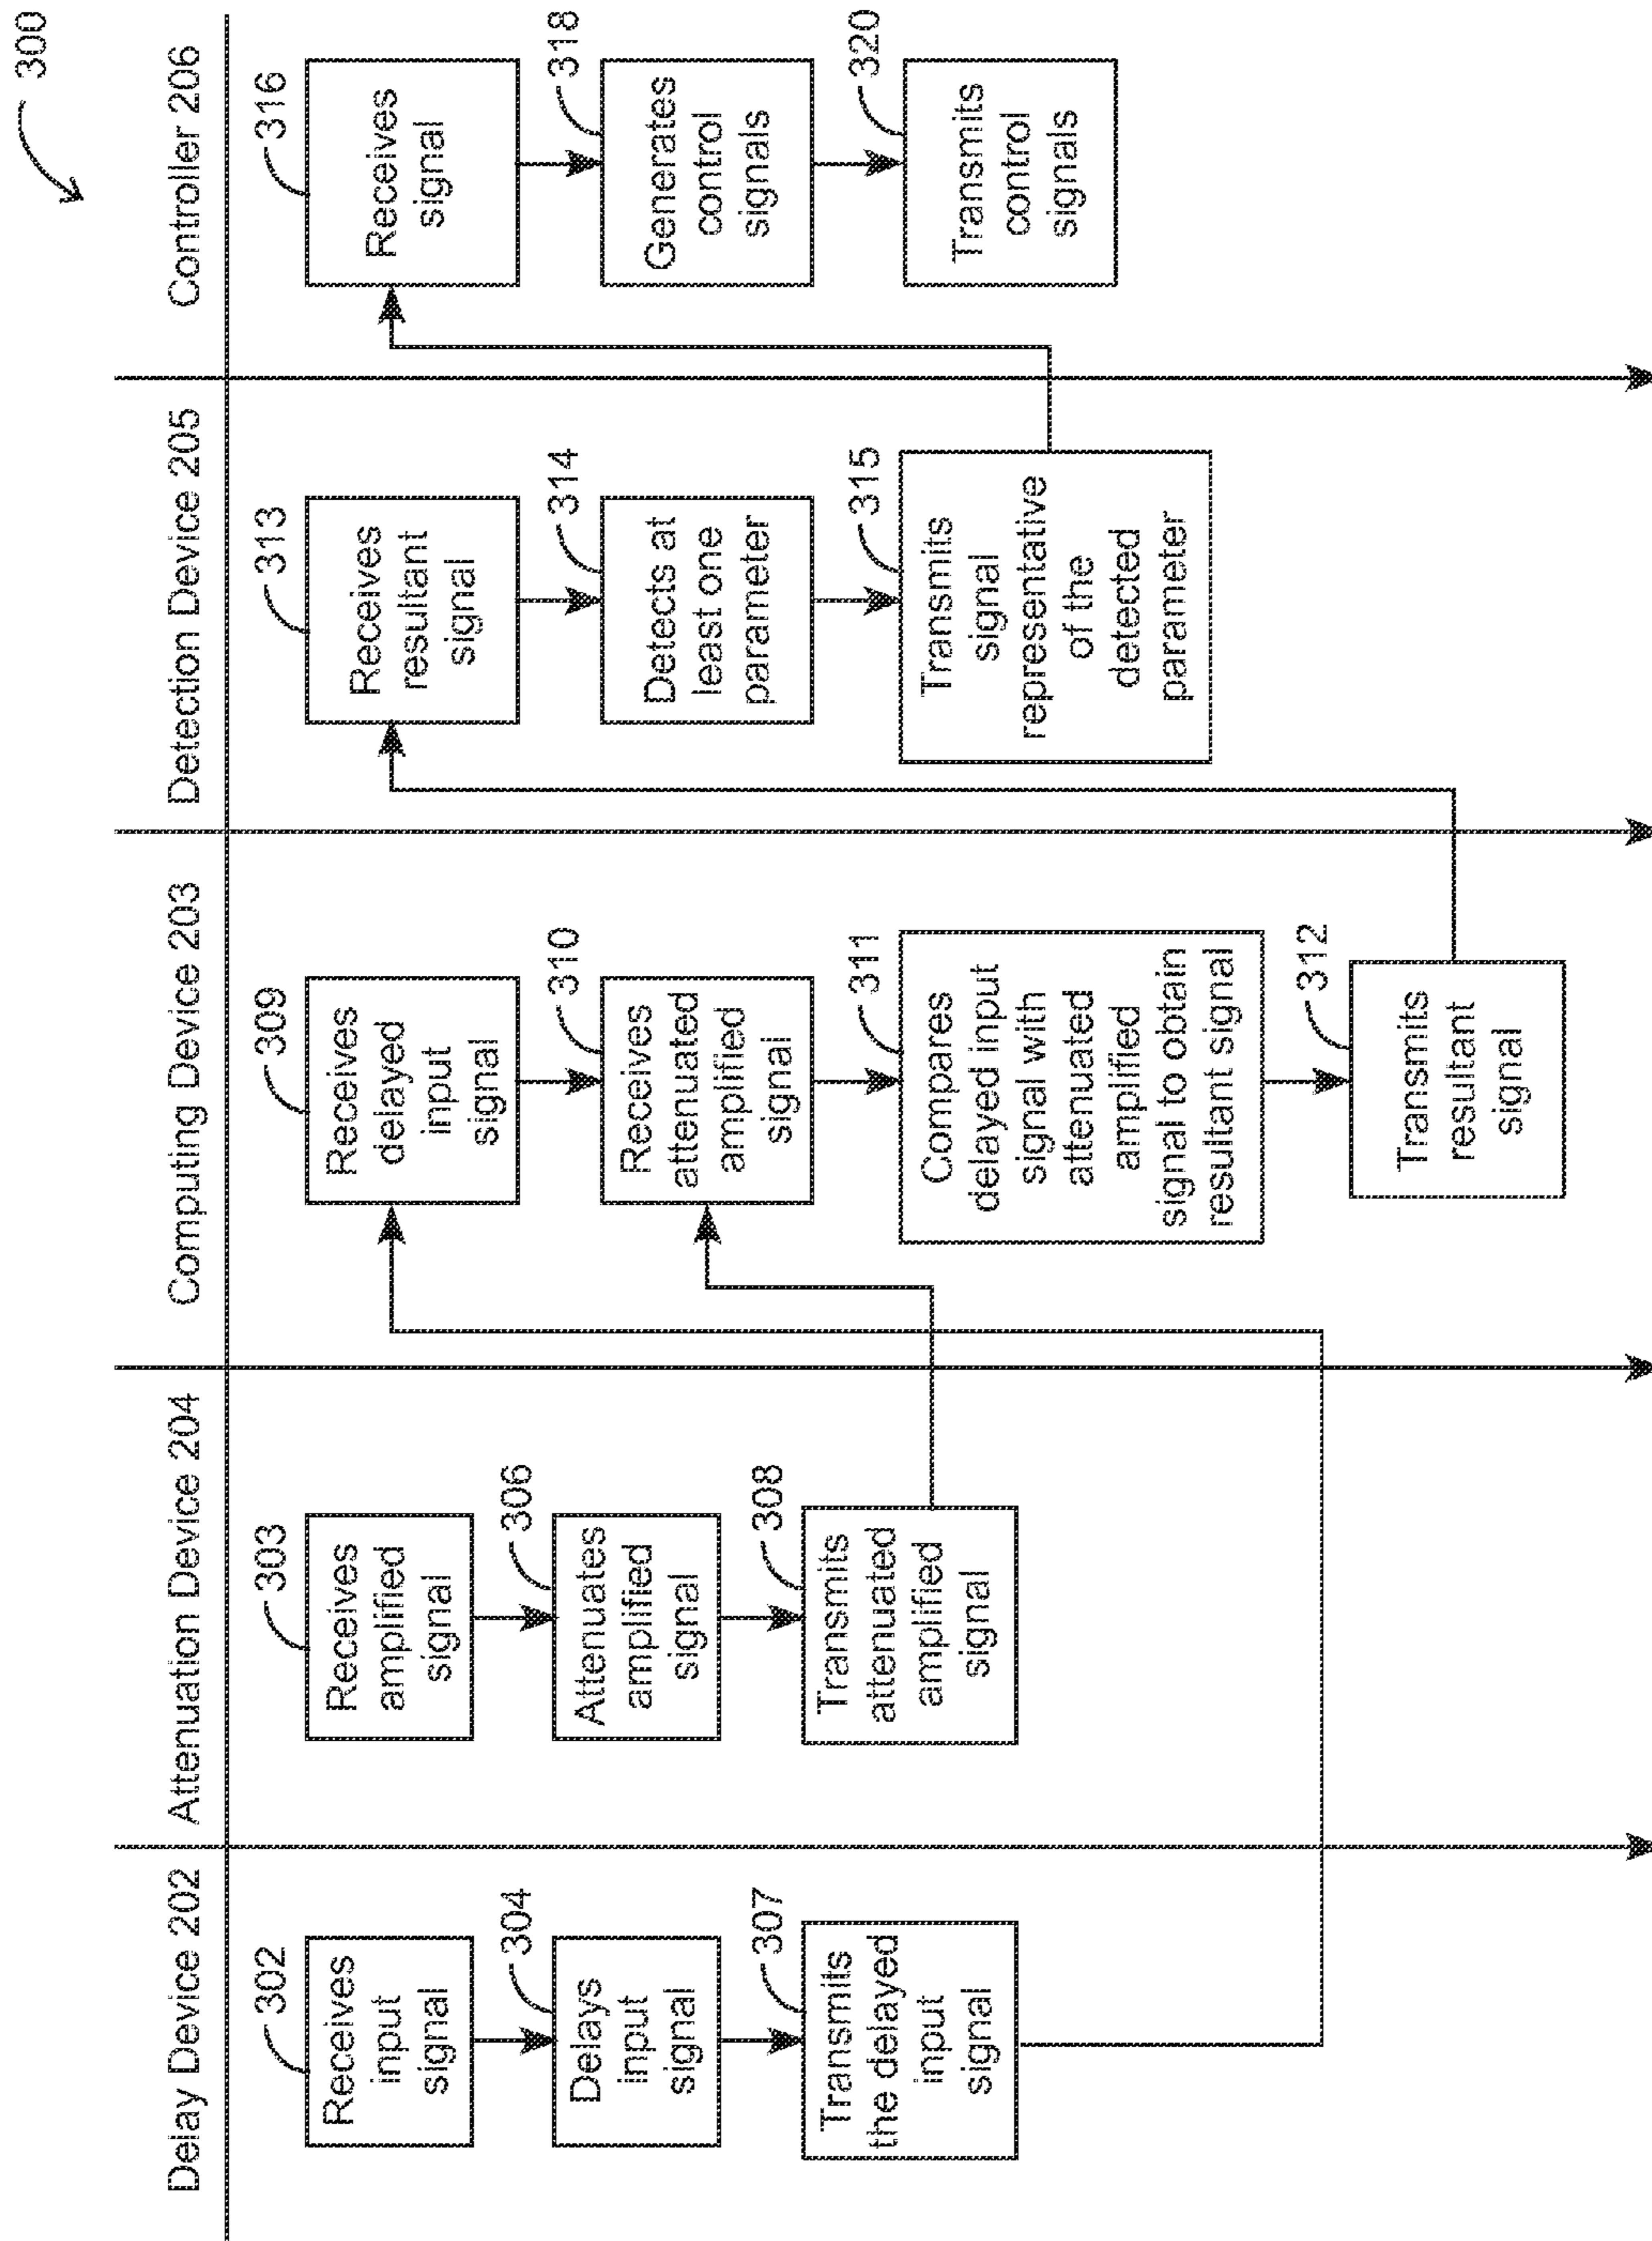 300
Delay Device 202
Attenuation Device 204
Computing Device 203
Detection Device 205
Controller 206
302
Receives
input
signal
304
Delays
input
signal
307
Transmits
the delayed
input
signal
303
Receives
amplified
signal
306
Attenuates
amplified
signal
308
Transmits
attenuated
amplified
signal
309
Receives
delayed
input
signal
310
Receives
attenuated
amplified
signal
311
Compares
delayed input
signal with
attenuated
amplified
signal to obtain
resultant signal
312
Transmits
resultant
signal
313
Receives
resultant
signal
314
Detects at
least one
parameter
315
Transmits
signal
representative
of the
detected
parameter
316
Receives
signal
318
Generates
control
signals
320
Transmits
control
signals